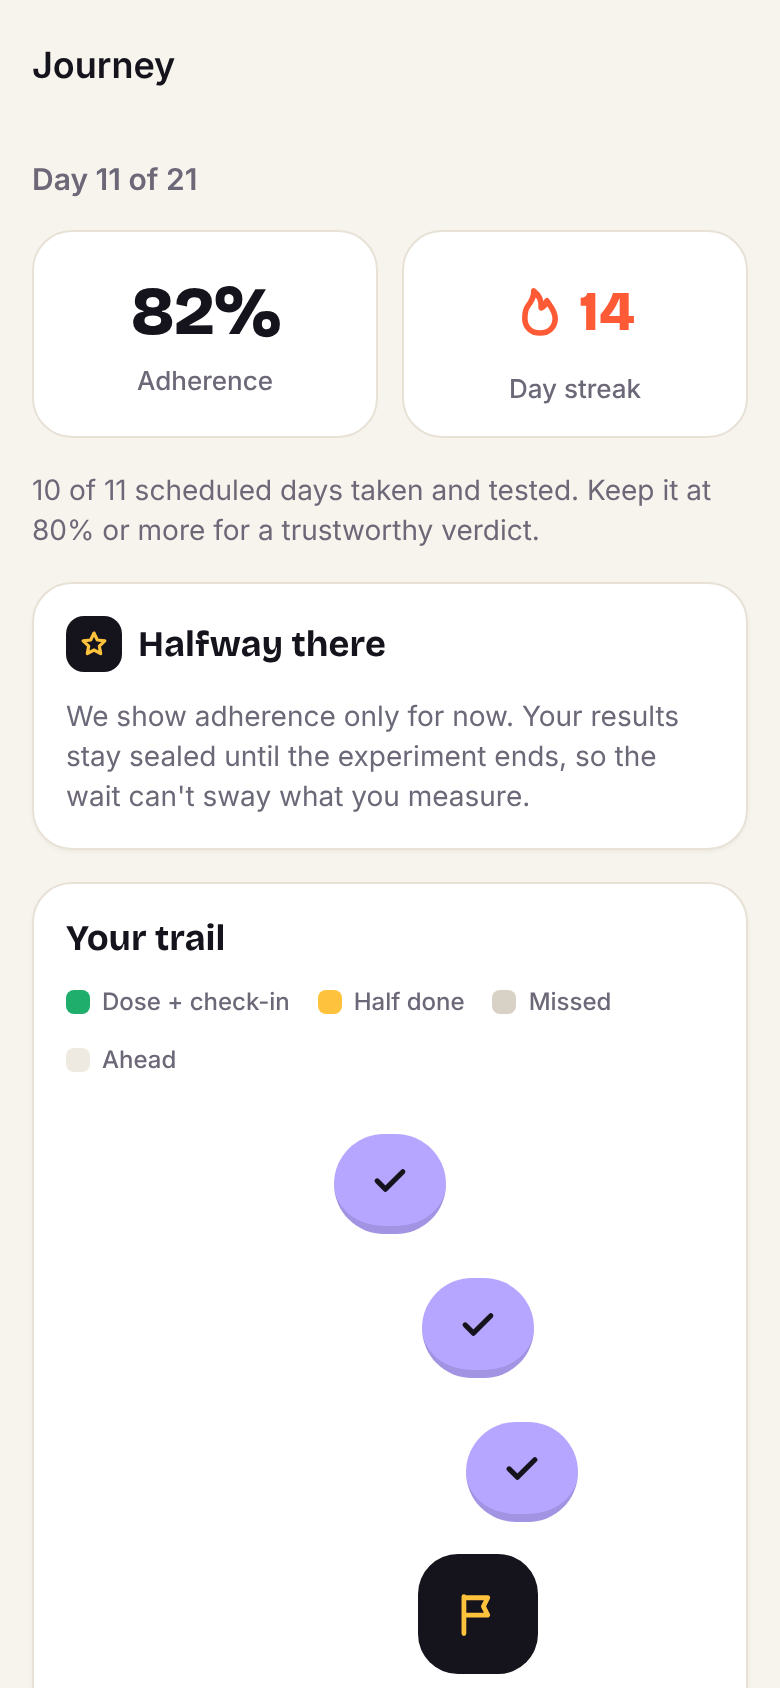 Journey
Day 11 of 21
82%
Adherence
14
Day streak
10 of 11 scheduled days taken and tested. Keep it at
80% or more for a trustworthy verdict.
Halfway there
We show adherence only for now. Your results
stay sealed until the experiment ends, so the
wait can't sway what you measure.
Your trail
Dose + check-in
Half done
Missed
Ahead